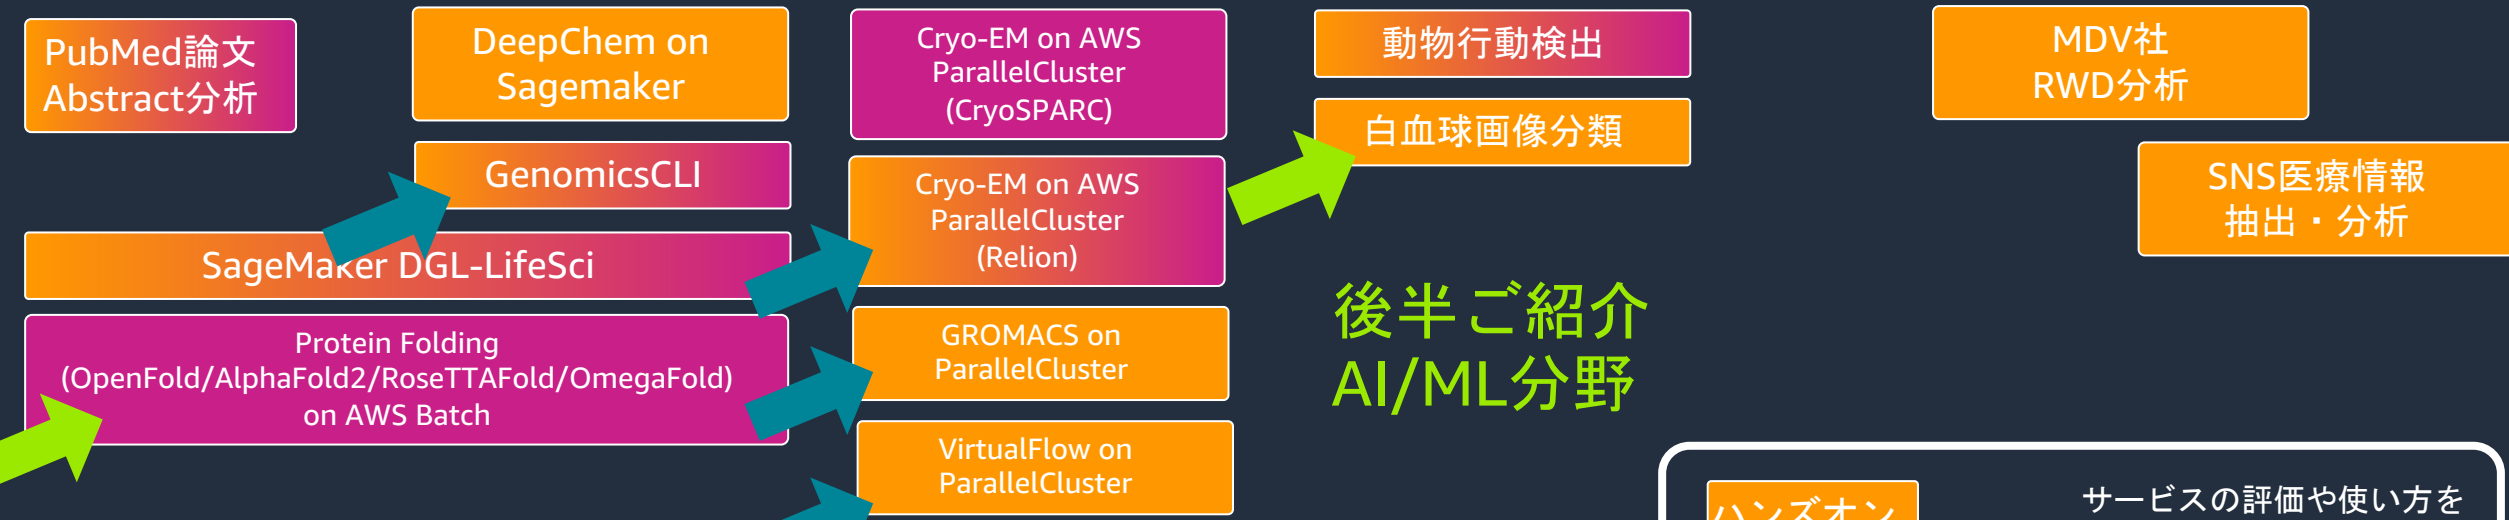 PubMed論文
Abstract分析
DeepChem on
Sagemaker
GenomicsCLI
SageMaker DGL-LifeSci
Protein Folding
(OpenFold/AlphaFold2/RoseTTAFold/OmegaFold)
on AWS Batch
Cryo-EM on AWS
ParallelCluster
(CryoSPARC)
Cryo-EM on AWS
ParallelCluster
(Relion)
GROMACS on
ParallelCluster
VirtualFlow on
ParallelCluster
動物行動検出
白血球画像分類
後半ご紹介
AI/ML分野
MDV社
RWD分析
SNS医療情報
抽出・分析
ハンズオン
サービスの評価や使い方を